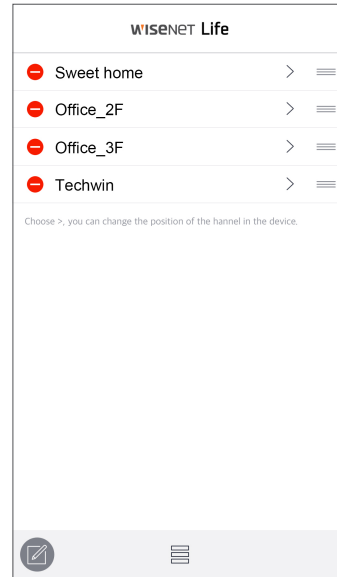 WISENET Life
Sweet home
Office_2F
Office_3F
Techwin
Choose >, you can change the position of the hannel in the device.